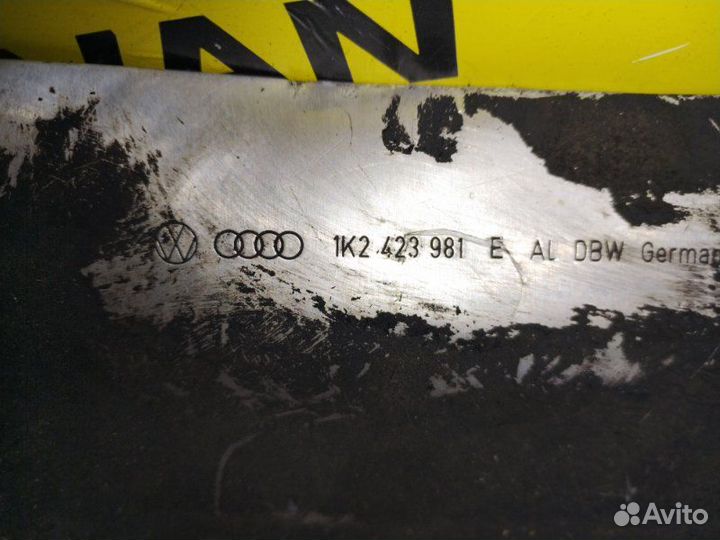 1K2 423 981 E AL DBW German
Avito